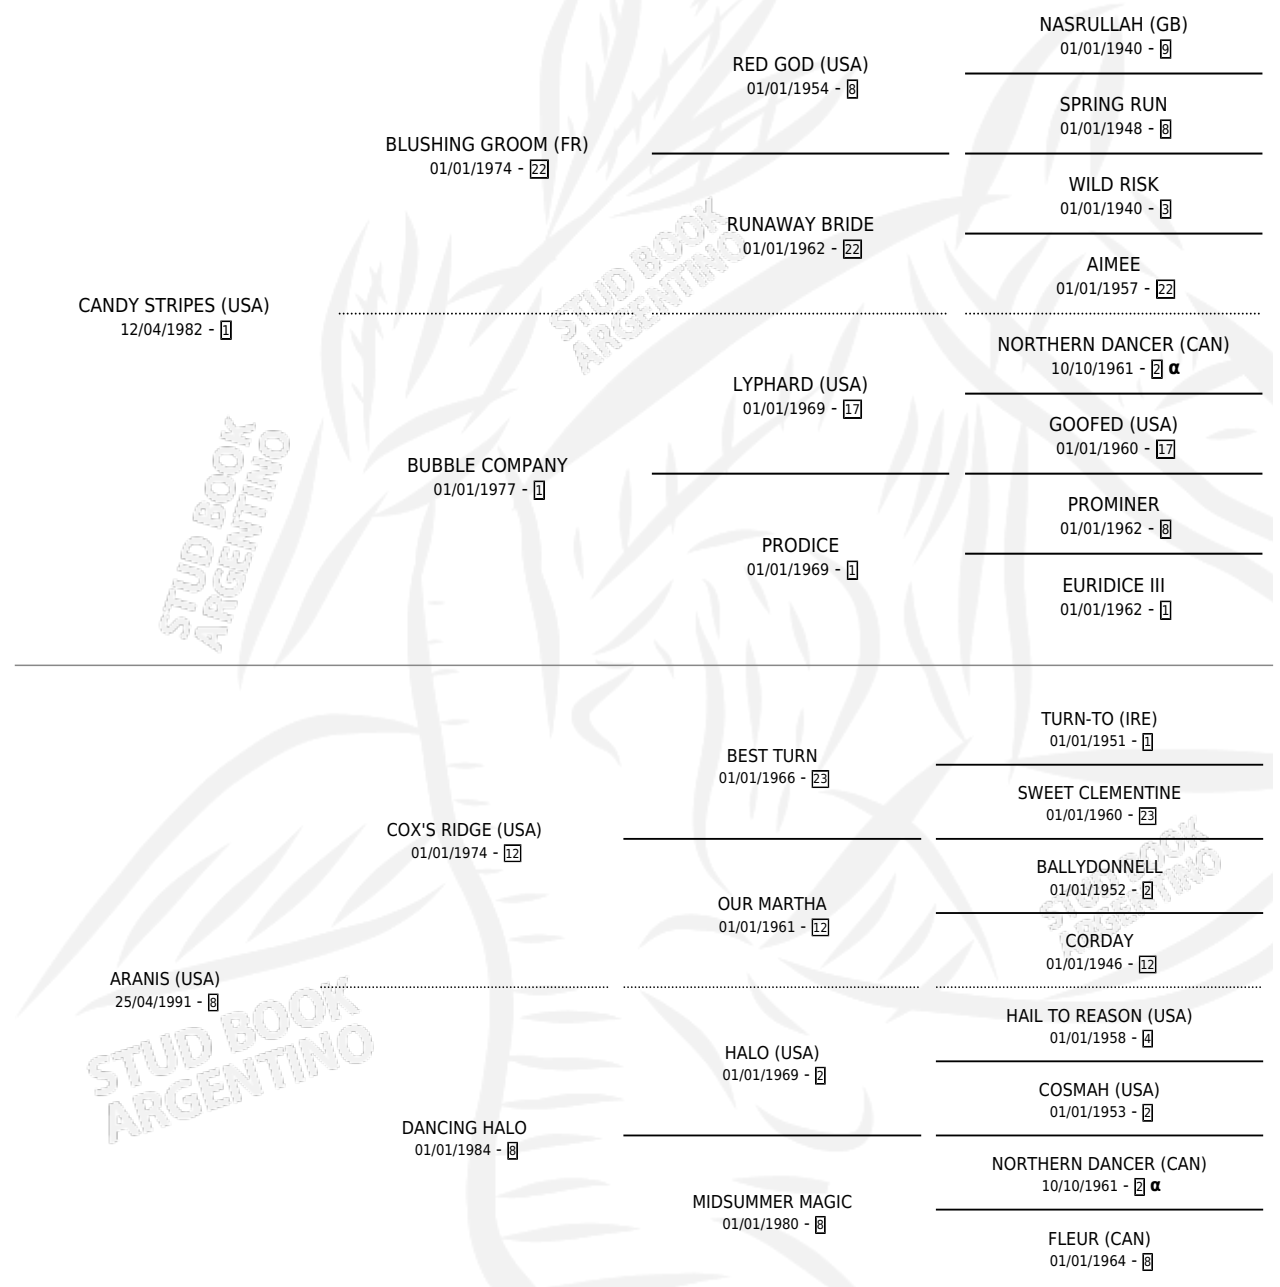 NASRULLAH (GB)
01/01/1940 - 9
RED GOD (USA)
01/01/1954 - 8
SPRING RUN
01/01/1948 - 8
BLUSHING GROOM (FR)
01/01/1974 - 22
WILD RISK
01/01/1940 - 3
RUNAWAY BRIDE
01/01/1962 - 22
AIMEE
01/01/1957 - 22
CANDY STRIPES (USA)
12/04/1982 - 1
NORTHERN DANCER (CAN)
10/10/1961 - 2 α
LYPHARD (USA)
01/01/1969 - 17
GOOFED (USA)
01/01/1960 - 17
BUBBLE COMPANY
01/01/1977 - 1
PROMINER
01/01/1962 - 8
PRODICE
01/01/1969 - 1
EURIDICE III
01/01/1962 - 1
TURN-TO (IRE)
01/01/1951 - 1
BEST TURN
01/01/1966 - 23
SWEET CLEMENTINE
01/01/1960 - 23
COX'S RIDGE (USA)
01/01/1974 - 12
BALLYDONNELL
01/01/1952 - 2
OUR MARTHA
01/01/1961 - 12
CORDAY
01/01/1946 - 12
ARANIS (USA)
25/04/1991 - 8
HAIL TO REASON (USA)
01/01/1958 - 4
HALO (USA)
01/01/1969 - 2
COSMAH (USA)
01/01/1953 - 2
DANCING HALO
01/01/1984 - 8
NORTHERN DANCER (CAN)
10/10/1961 - 2 α
MIDSUMMER MAGIC
01/01/1980 - 8
FLEUR (CAN)
01/01/1964 - 8
STUD BOOK
ARGENTINO
STUD BOOK
ARGENTINO
STUD BOOK
ARGENTINO
STUD BOOK
ARGENTINO